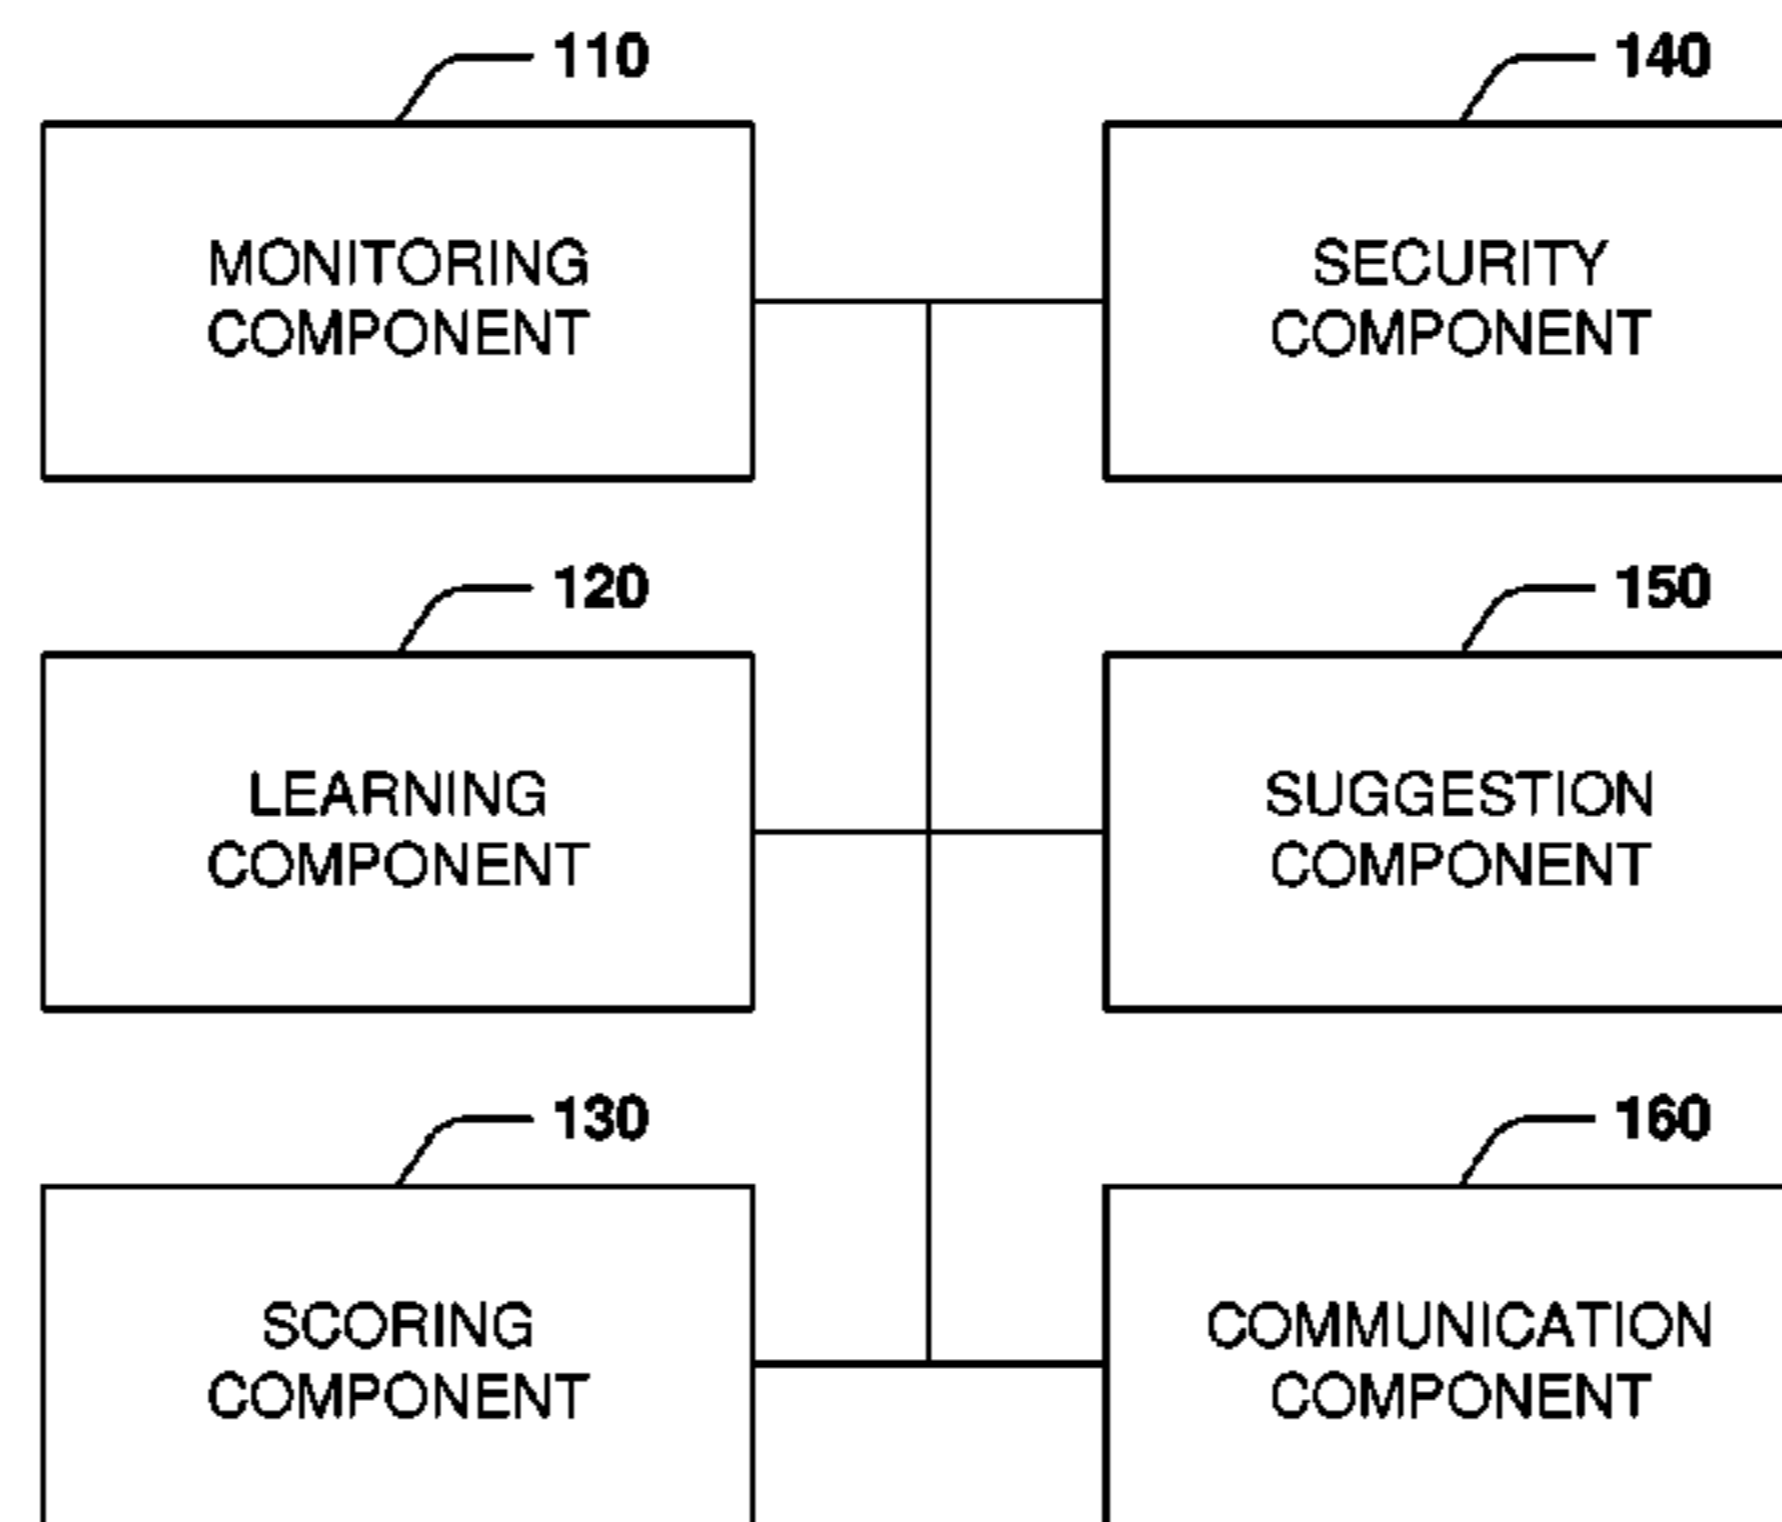 110
MONITORING
COMPONENT
140
SECURITY
COMPONENT
120
LEARNING
COMPONENT
150
SUGGESTION
COMPONENT
130
SCORING
COMPONENT
160
COMMUNICATION
COMPONENT